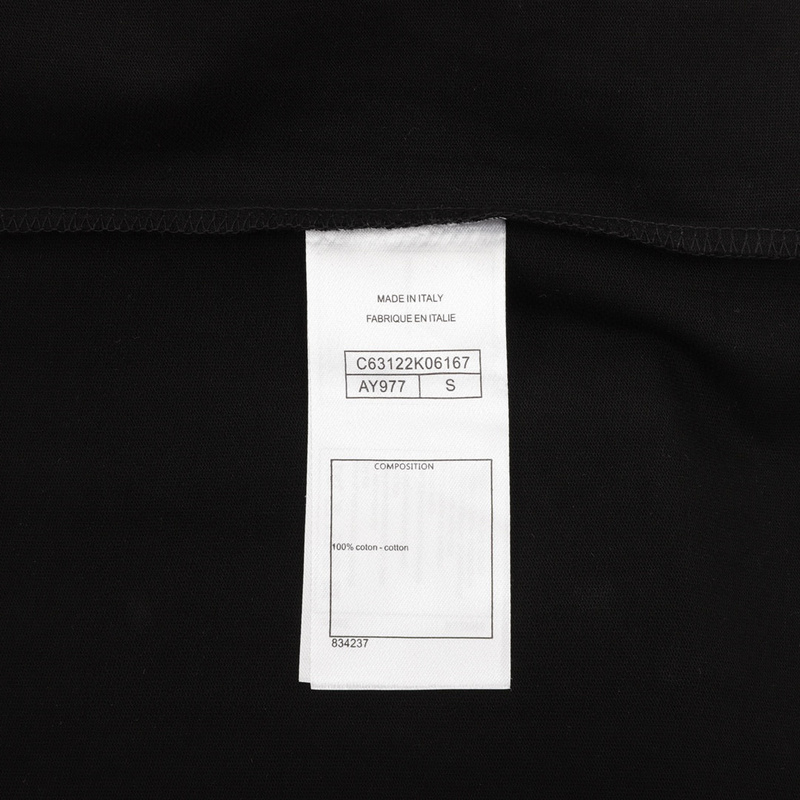 MADE IN ITALY
FABRIQUE EN ITALIE
C63122K06167
AY977 S
COMPOSITION
100% coton - cotton
834237